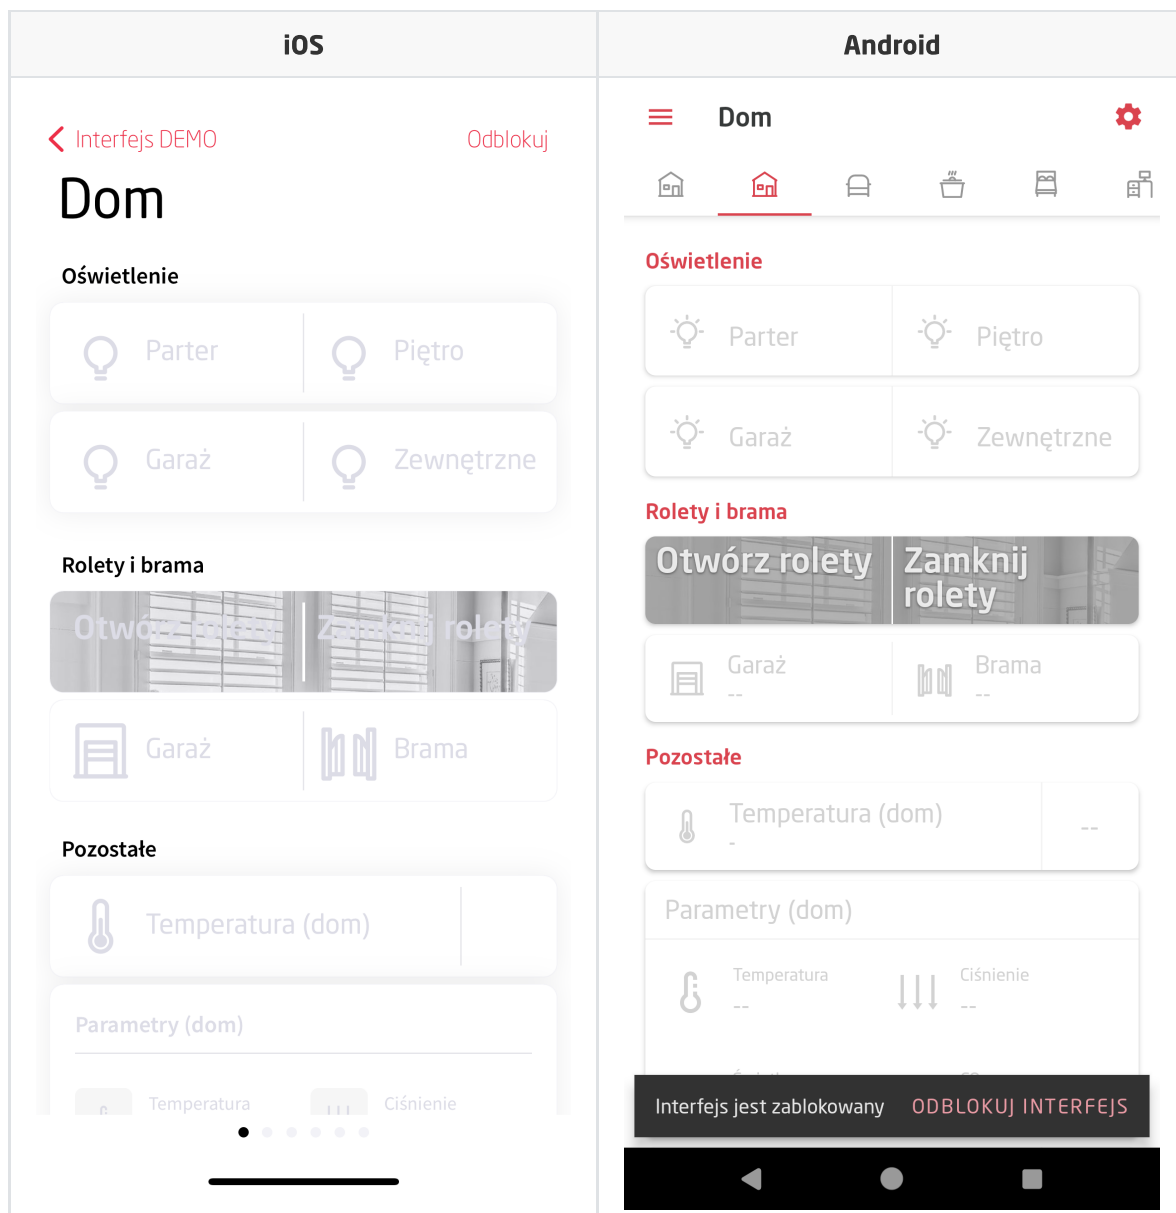 iOS
Interfejs DEMO Odblokuj
Dom
Oświetlenie
Parter Piętro
Garaż Zewnętrzne
Rolety i brama
Otwórz rolety Zamknij rolety
Garaż Brama
Pozostałe
Temperatura (dom)
Parametry (dom)
Temperatura Ciśnienie
Android
Dom
Oświetlenie
Parter Piętro
Garaż Zewnętrzne
Rolety i brama
Otwórz rolety Zamknij
rolety
Garaż Brama
-- --
Pozostałe
Temperatura (dom) --
-
Parametry (dom)
Temperatura Ciśnienie
-- --
Interfejs jest zablokowany ODBLOKUJ INTERFEJS